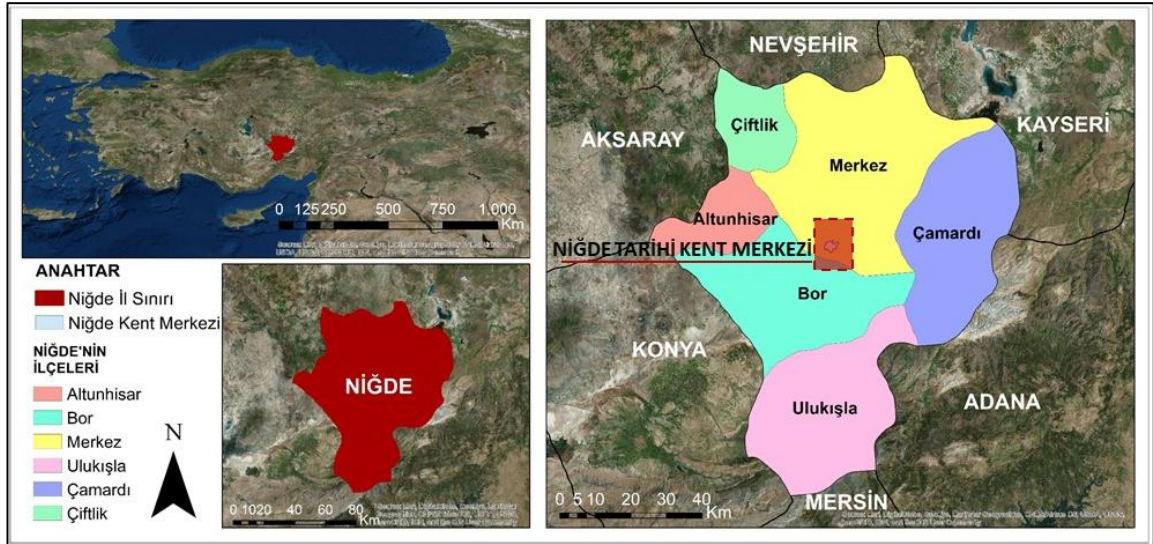 0 125 250 500 750 1.000
Km
ANAHTAR
Niğde İl Sınırı
Niğde Kent Merkezi
NİĞDE'NİN
İLÇELERİ
Altunhisar
Bor
Merkez
Ulukışla
Çamardı
Çiftlik
N
NİĞDE
0 10 20 40 60 80
Km
NEVŞEHİR
AKSARAY
KAYSERİ
Çiftlik
Merkez
Altunhisar
Çamardı
NİĞDE TARİHİ KENT MERKEZİ
Bor
KONYA
ADANA
Ulukışla
MERSİN
0 5 10 20 30 40
Km